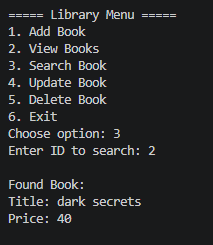 ===== Library Menu =====
1. Add Book
2. View Books
3. Search Book
4. Update Book
5. Delete Book
6. Exit
Choose option: 3
Enter ID to search: 2
Found Book:
Title: dark secrets
Price: 40